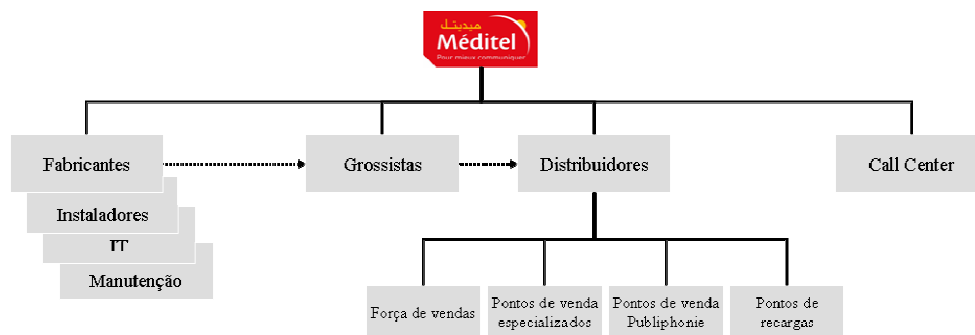 ميديتل
Méditel
Pour mieux communiquer
Fabricantes
Grossistas
Distribuidores
Call Center
Instaladores
IT
Manutenção
Força de vendas
Pontos de venda
especializados
Pontos de venda
Publiphonie
Pontos de
recargas